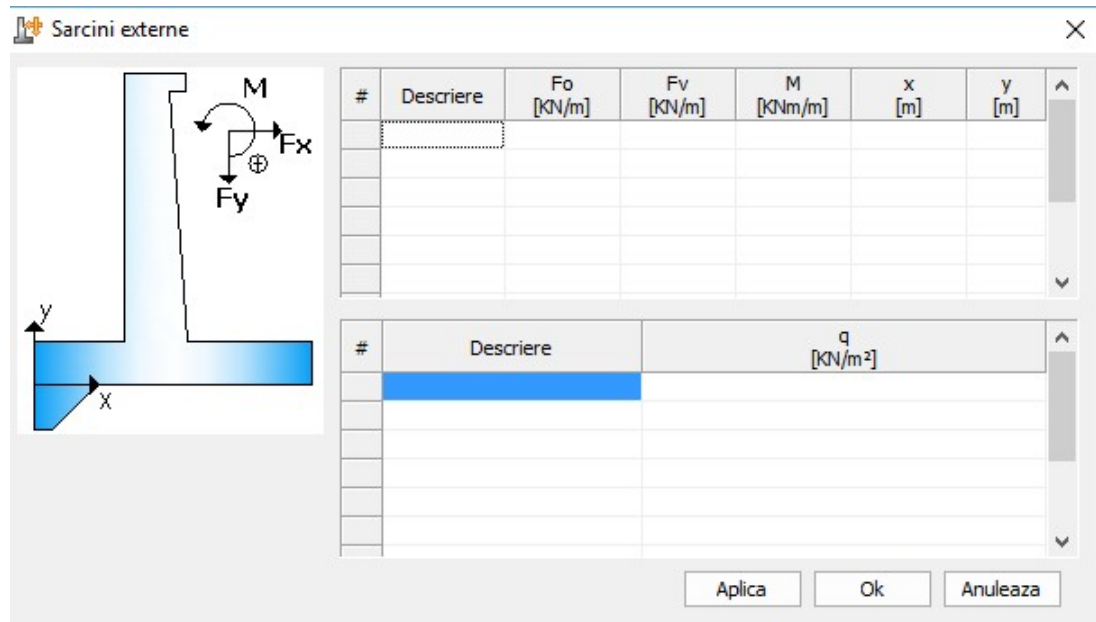 Sarcini externe
M
Fx
Fy
y
x
# Descriere Fo [KN/m] Fv [KN/m] M [KNm/m] x [m] y [m]
# Descriere q [KN/m²]
Aplica Ok Anuleaza